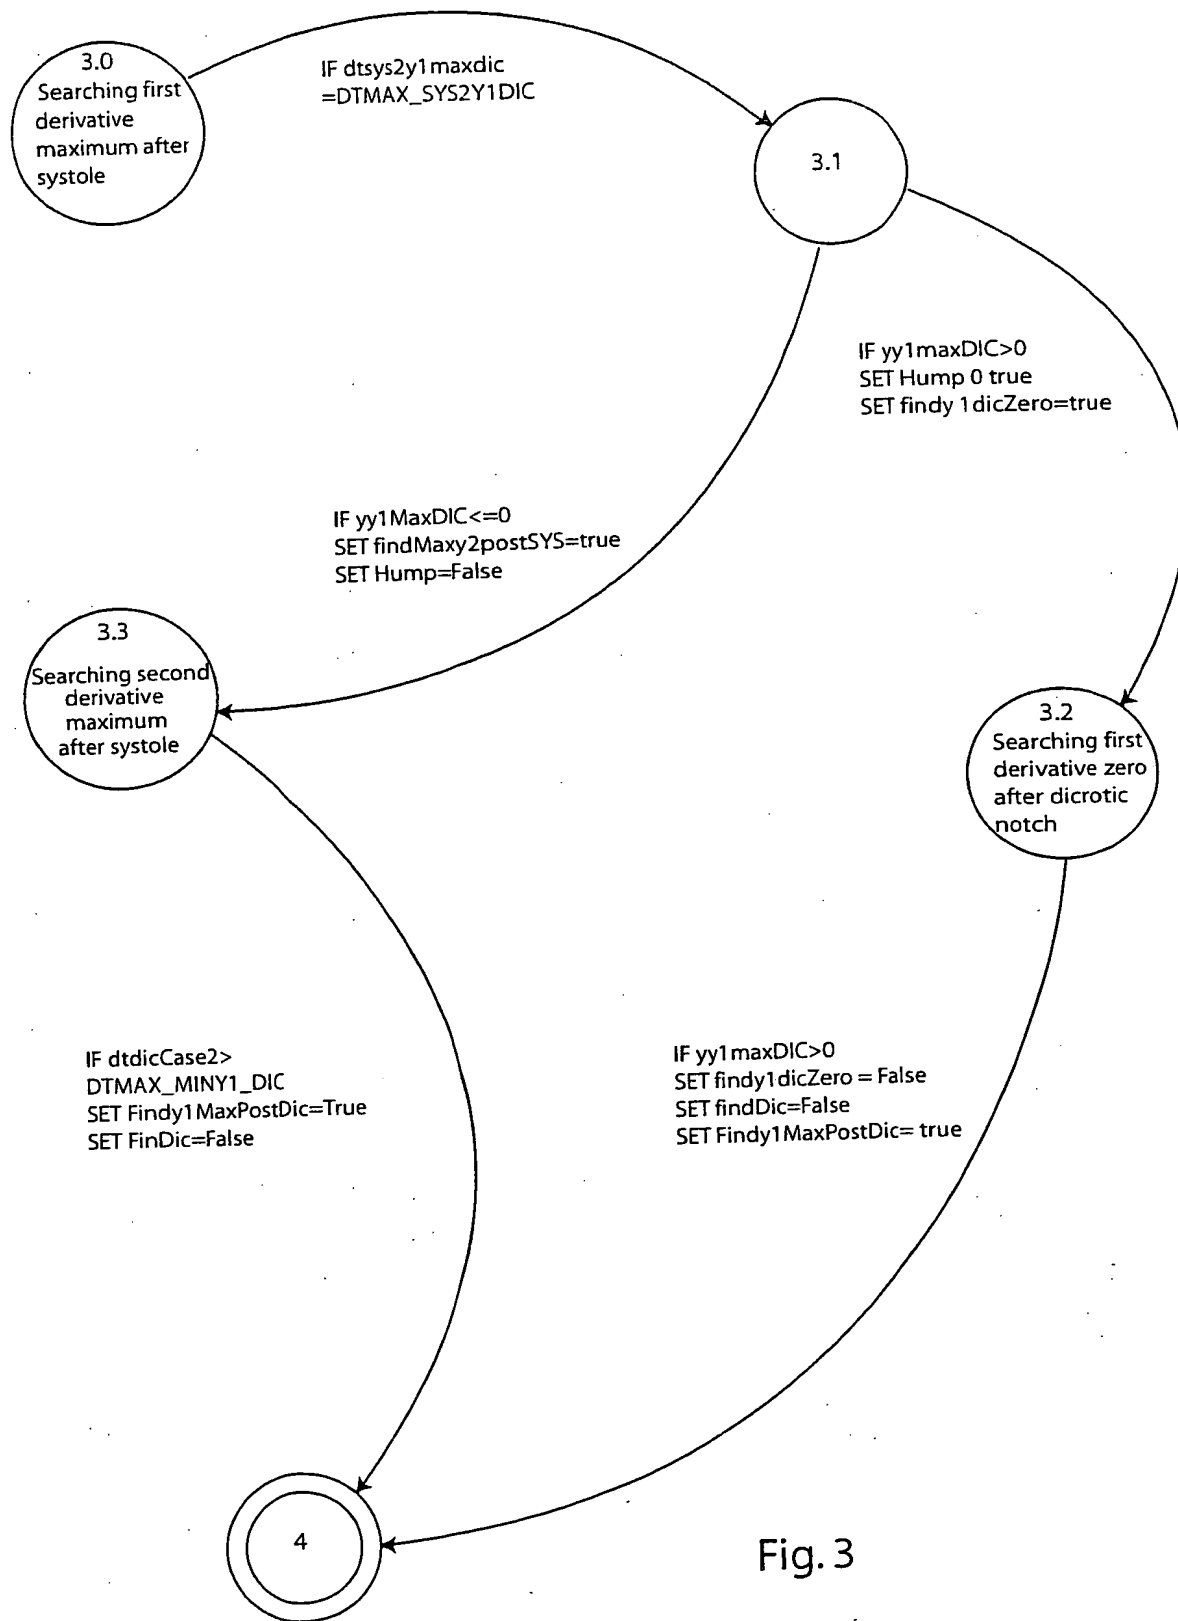 3.0
Searching first
derivative
maximum after
systole
IF dtsys2y1maxdic
=DTMAX_SYS2Y1DIC
3.1
IF yy1maxDIC>0
SET Hump 0 true
SET findy 1dicZero=true
IF yy1MaxDIC<=0
SET findMaxy2postSYS=true
SET Hump=False
3.3
Searching second
derivative
maximum
after systole
3.2
Searching first
derivative zero
after dicrotic
notch
IF dtdicCase2>
DTMAX_MINY1_DIC
SET Findy1MaxPostDic=True
SET FinDic=False
IF yy1maxDIC>0
SET findy1dicZero = False
SET findDic=False
SET Findy1MaxPostDic= true
4
Fig. 3